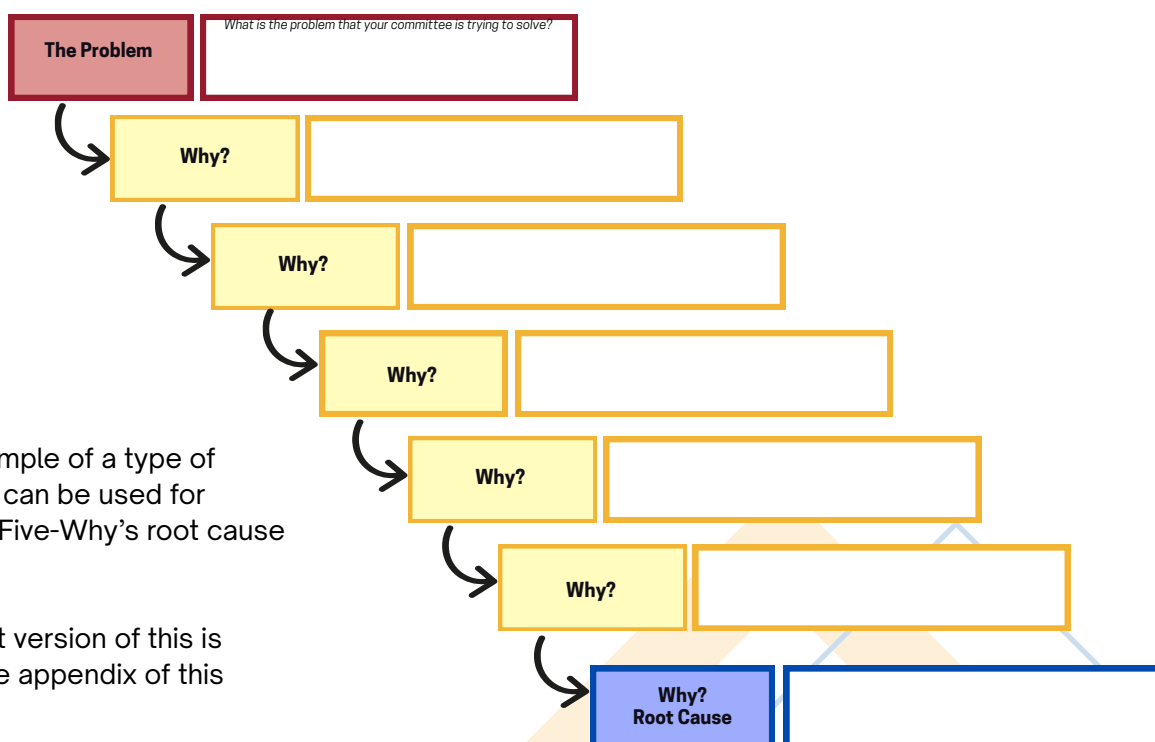 What is the problem that your committee is trying to solve?
The Problem
Why?
Why?
Why?
mple of a type of
can be used for
Five-Why's root cause
Why?
Why?
t version of this is
e appendix of this
Why?
Root Cause